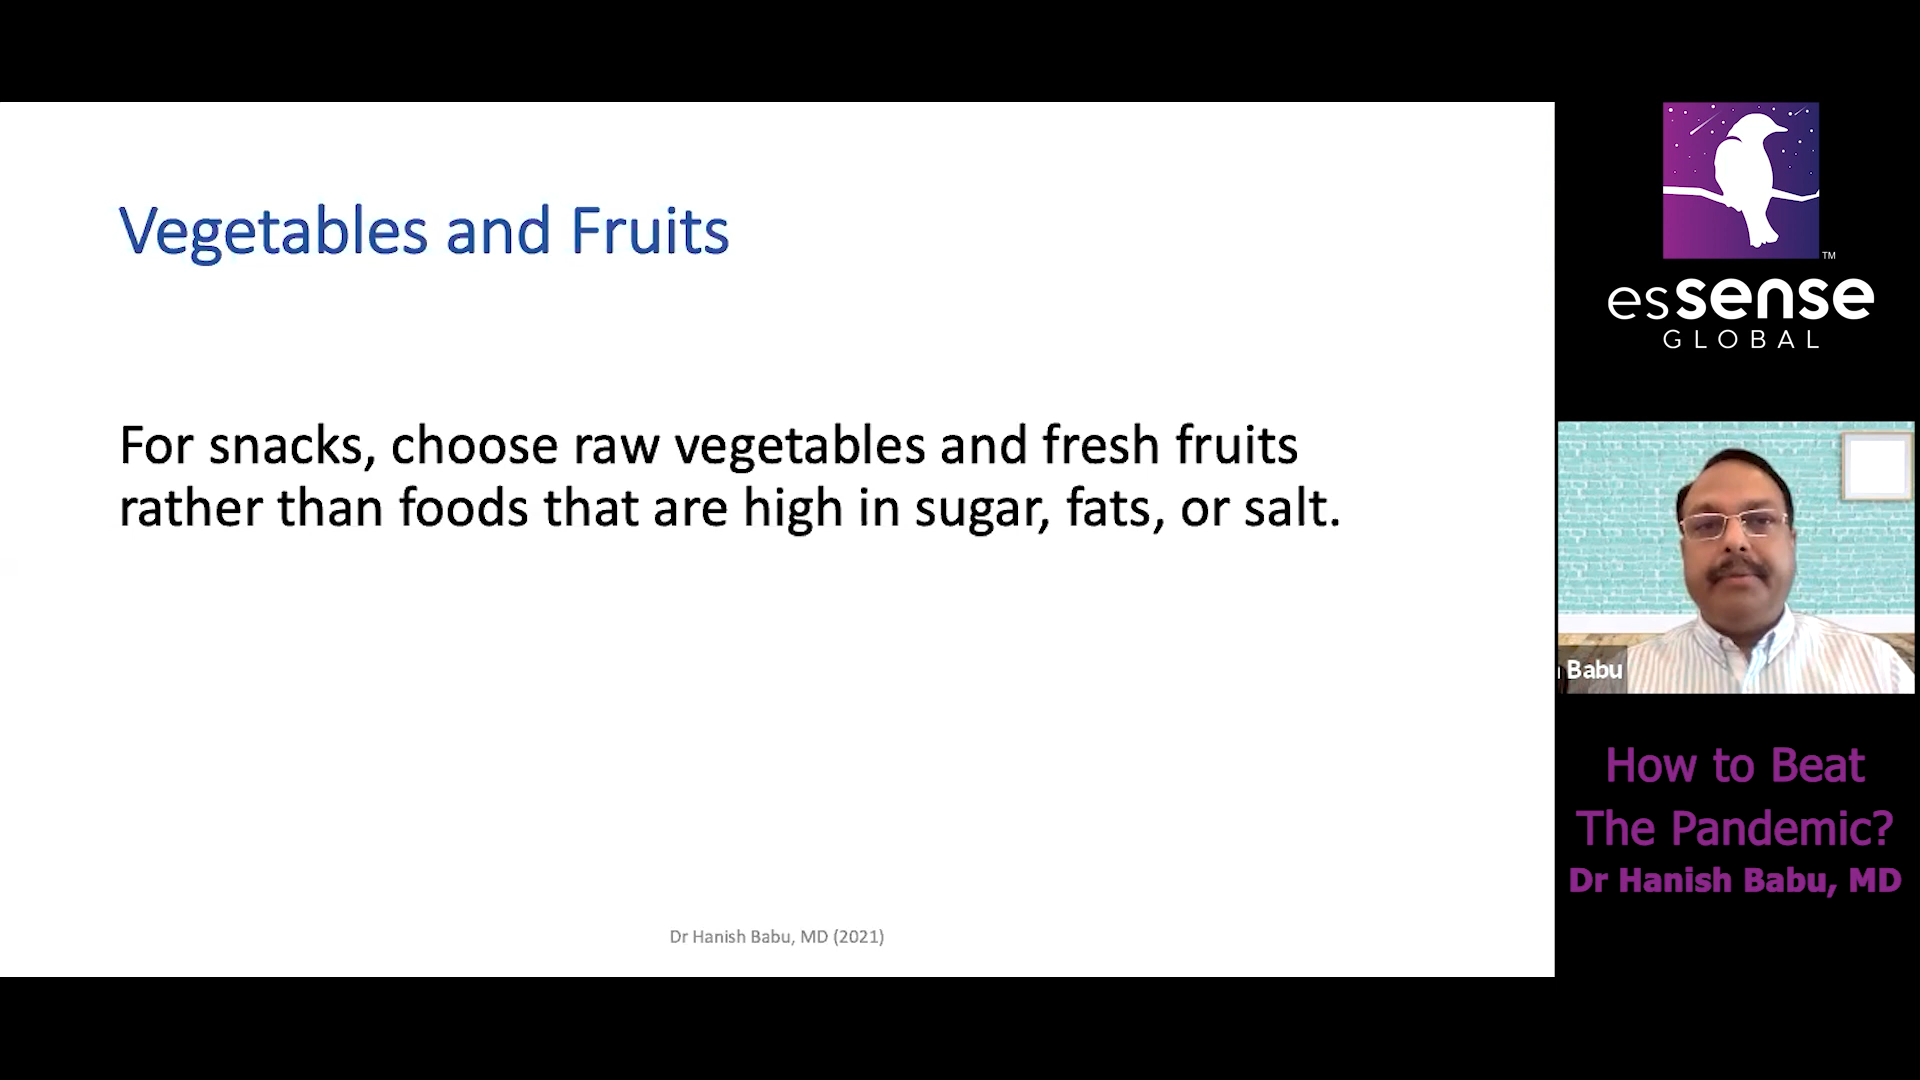 Vegetables and Fruits
For snacks, choose raw vegetables and fresh fruits
rather than foods that are high in sugar, fats, or salt.
Dr Hanish Babu, MD (2021)
TM
esSense
GLOBAL
Babu
How to Beat
The Pandemic?
Dr Hanish Babu, MD